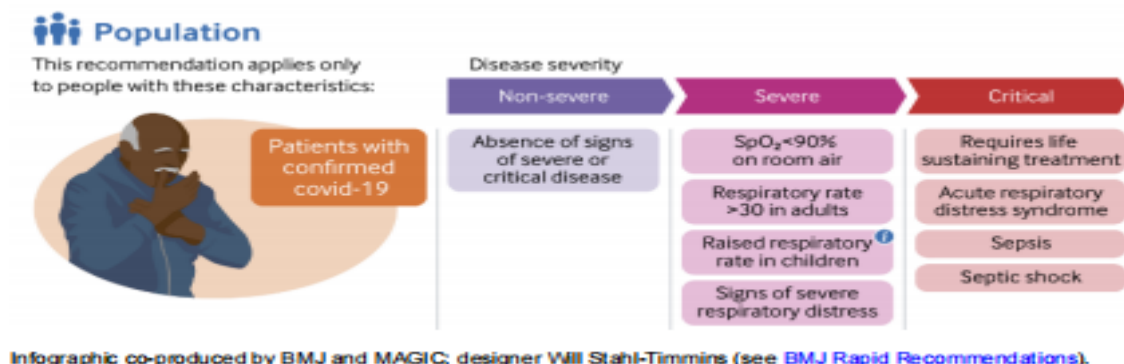 Population
This recommendation applies only
to people with these characteristics:
Patients with
confirmed
covid-19
Disease severity
Non-severe
Severe
Critical
Absence of signs
of severe or
critical disease
SpO₂<90%
on room air
Respiratory rate
>30 in adults
Raised respiratory
rate in children
i
Signs of severe
respiratory distress
Requires life
sustaining treatment
Acute respiratory
distress syndrome
Sepsis
Septic shock
Infographic co-produced by BMJ and MAGIC; designer Will Stahl-Timmins (see BMJ Rapid Recommendations).